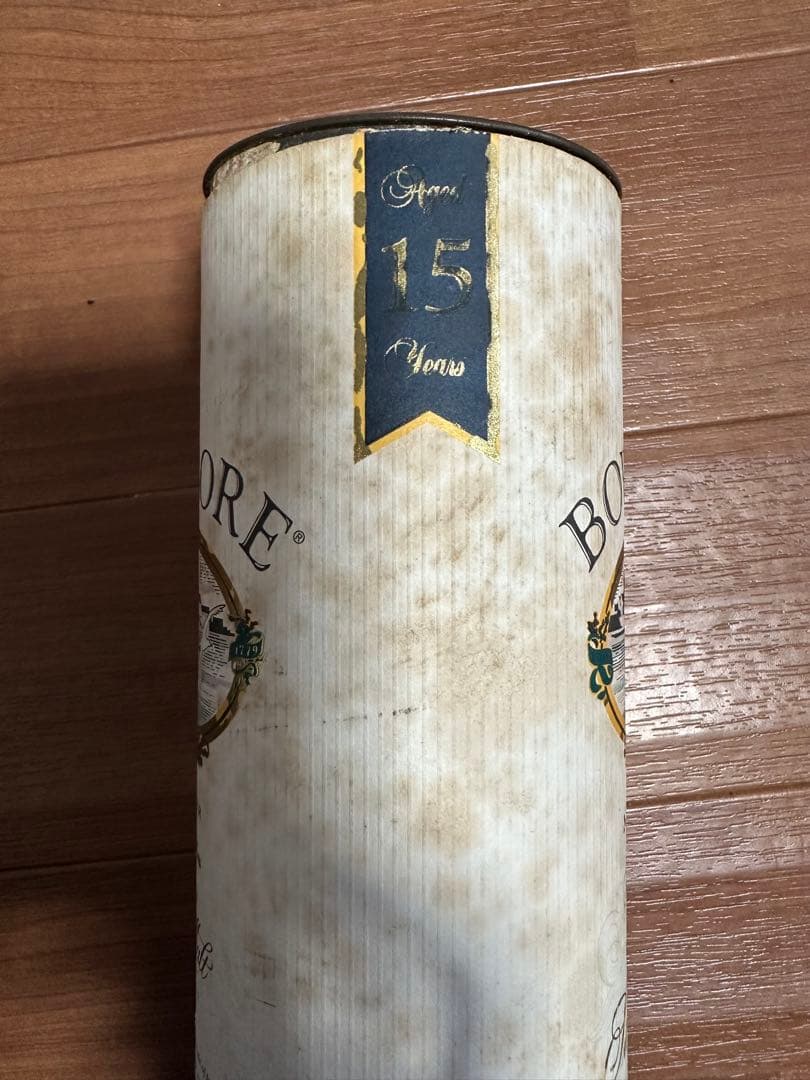 Aged
15
Years
ORE®
BO
1779